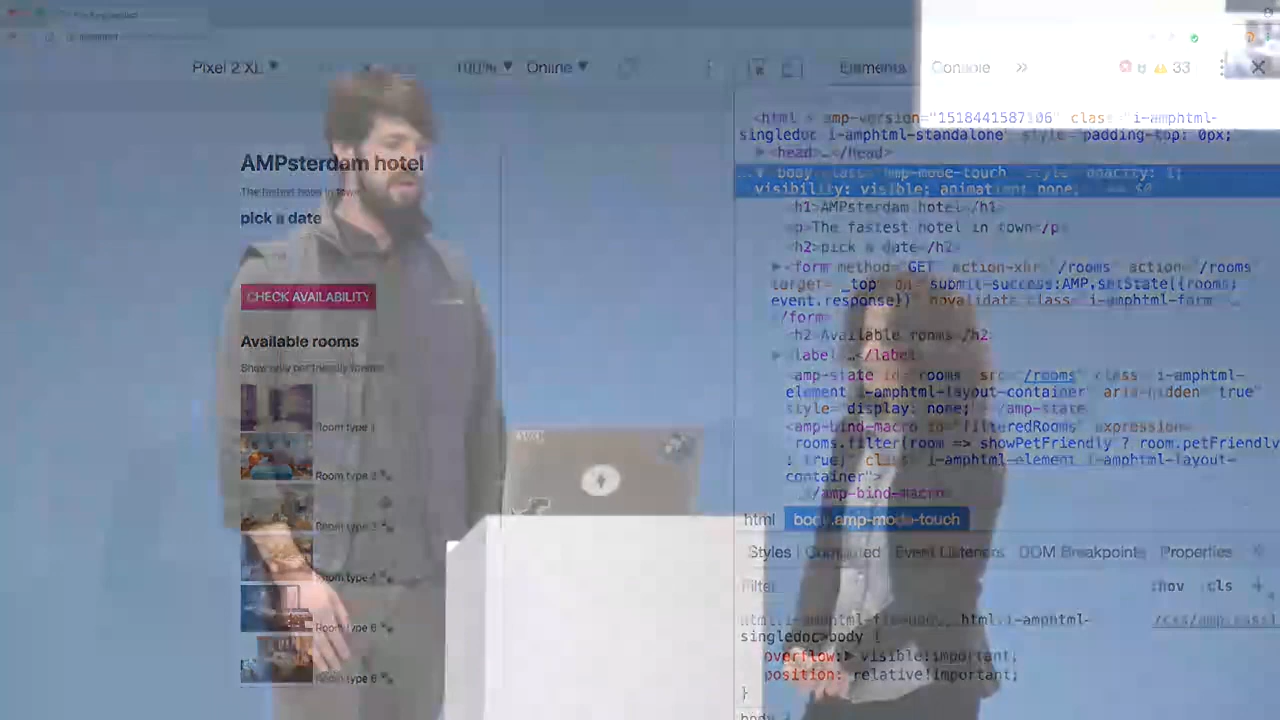 Pixel 2 XL
100%
Online
Elements
Console
33
AMPsterdam hotel
The fastest hotel in town
pick a date
CHECK AVAILABILITY
Available rooms
Show only pet friendly
Room type 1
Room type 3
Room type 4
Room type 6
<html amp-version="1518441587106" class="i-amphtml-
singledoc i-amphtml-standalone" style="padding-top: 0px;
<head>…</head>
body class="amp-mode-touch" style="opacity: 1;
visibility: visible; animation: none; == $0
<h1>AMPsterdam hotel</h1>
<p>The fastest hotel in town</p>
<h2>pick a date</h2>
<form method="GET" action-xhr="/rooms" action="/rooms
target="_top" on="submit-success:AMP.setState({rooms:
event.response})" novalidate class="i-amphtml-form
</form>
<h2>Available rooms</h2>
<label>…</label>
<amp-state id="rooms" src="/rooms" class="i-amphtml-
element i-amphtml-layout-container" aria-hidden="true"
style="display: none;"></amp-state>
<amp-bind-macro id="filteredRooms" expression=
"rooms.filter(room => showPetFriendly ? room.petFriendly
: true)" class="i-amphtml-element i-amphtml-layout-
container">
</amp-bind-macro>
html body.amp-mode-touch
Styles Computed Event Listeners DOM Breakpoints Properties
Filter :hov .cls +
html.i-amphtml-singledoc>body {
overflow: visible!important;
position: relative!important;
}
body {